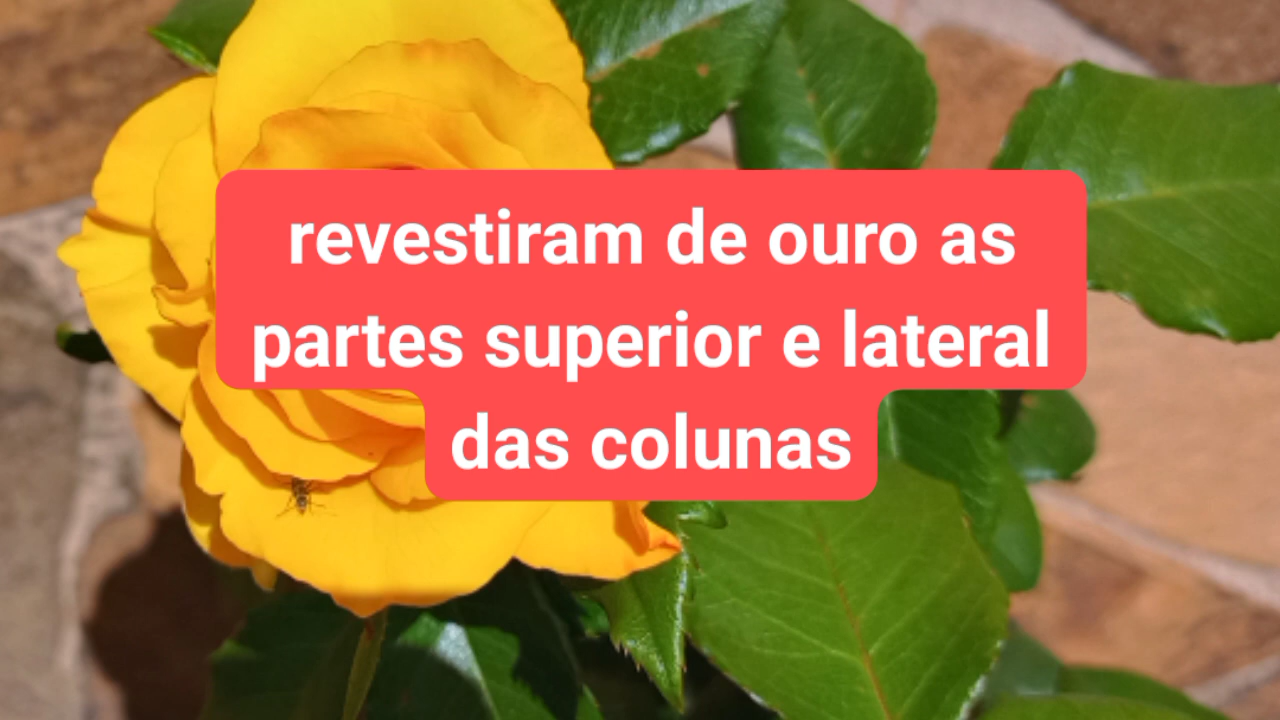 revestiram de ouro as
partes superior e lateral
das colunas